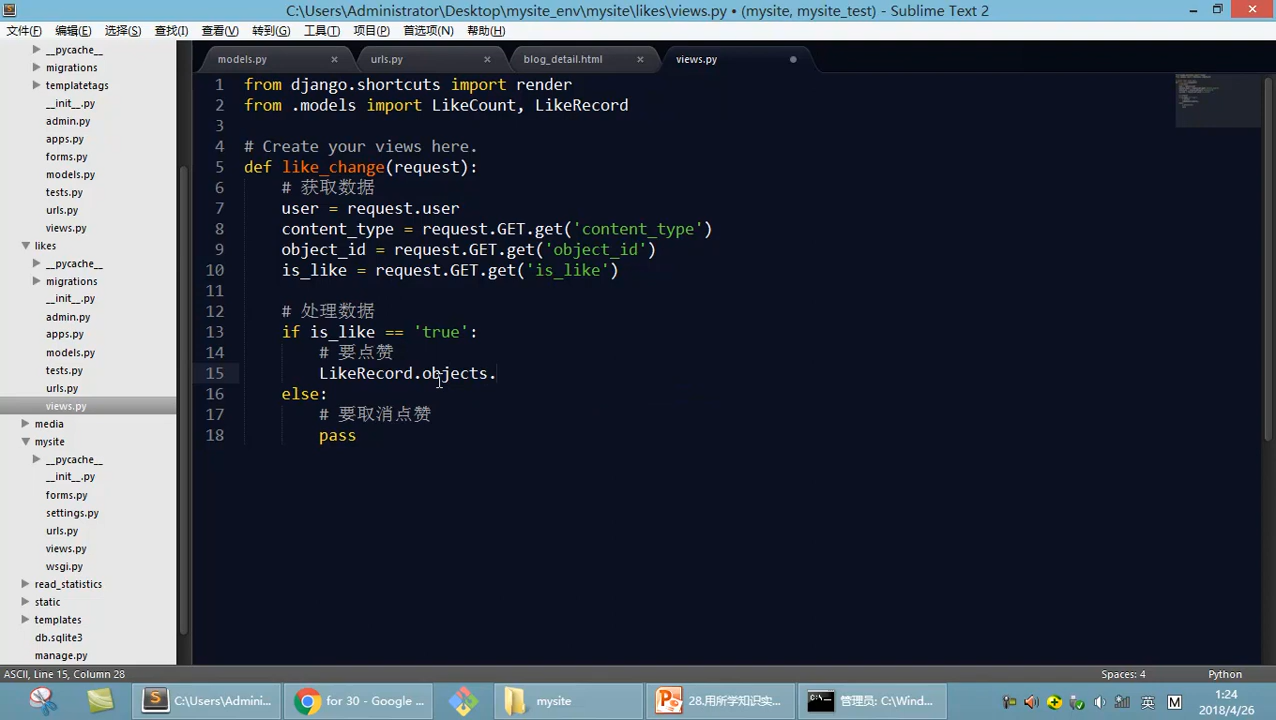 C:\Users\Administrator\Desktop\mysite_env\mysite\likes\views.py • (mysite, mysite_test) - Sublime Text 2
文件(F) 编辑(E) 选择(S) 查找(I) 查看(V) 转到(G) 工具(T) 项目(P) 首选项(N) 帮助(H)
models.py urls.py blog_detail.html views.py
__pycache__
migrations
templatetags
__init__.py
admin.py
apps.py
forms.py
models.py
tests.py
urls.py
views.py
likes
__pycache__
migrations
__init__.py
admin.py
apps.py
models.py
tests.py
urls.py
views.py
media
mysite
__pycache__
__init__.py
forms.py
settings.py
urls.py
views.py
wsgi.py
read_statistics
static
templates
db.sqlite3
manage.py
1 from django.shortcuts import render
2 from .models import LikeCount, LikeRecord
3
4 # Create your views here.
5 def like_change(request):
6 # 获取数据
7 user = request.user
8 content_type = request.GET.get('content_type')
9 object_id = request.GET.get('object_id')
10 is_like = request.GET.get('is_like')
11
12 # 处理数据
13 if is_like == 'true':
14 # 要点赞
15 LikeRecord.objects.
16 else:
17 # 要取消点赞
18 pass
ASCII, Line 15, Column 28 Spaces: 4 Python
C:\Users\Admini... for 30 - Google ... mysite 28.用所学知识实... 管理员: C:\Wind... 英 M 1:24
2018/4/26